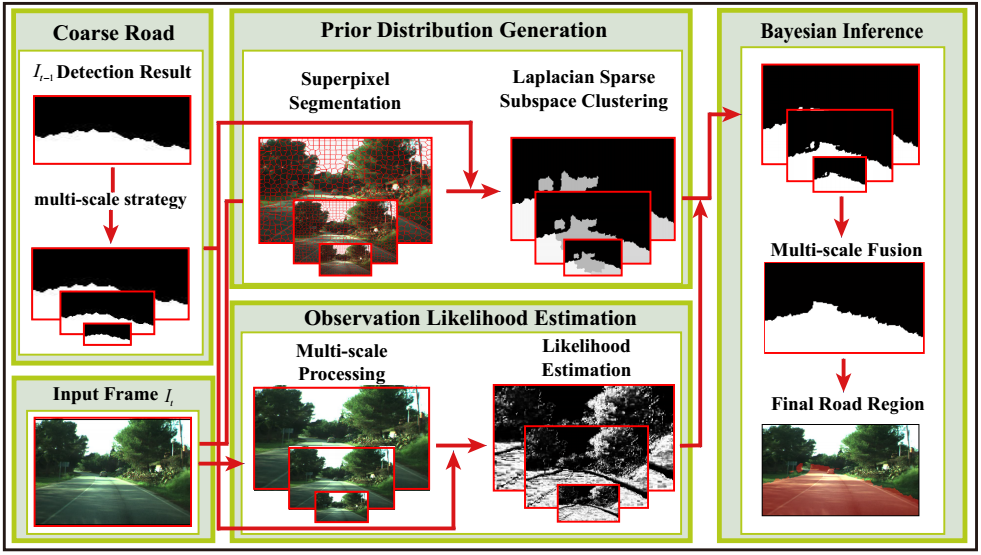 Coarse Road
I_{t-1} Detection Result
multi-scale strategy
Input Frame I_t
Prior Distribution Generation
Superpixel
Segmentation
Laplacian Sparse
Subspace Clustering
Observation Likelihood Estimation
Multi-scale
Processing
Likelihood
Estimation
Bayesian Inference
Multi-scale Fusion
Final Road Region